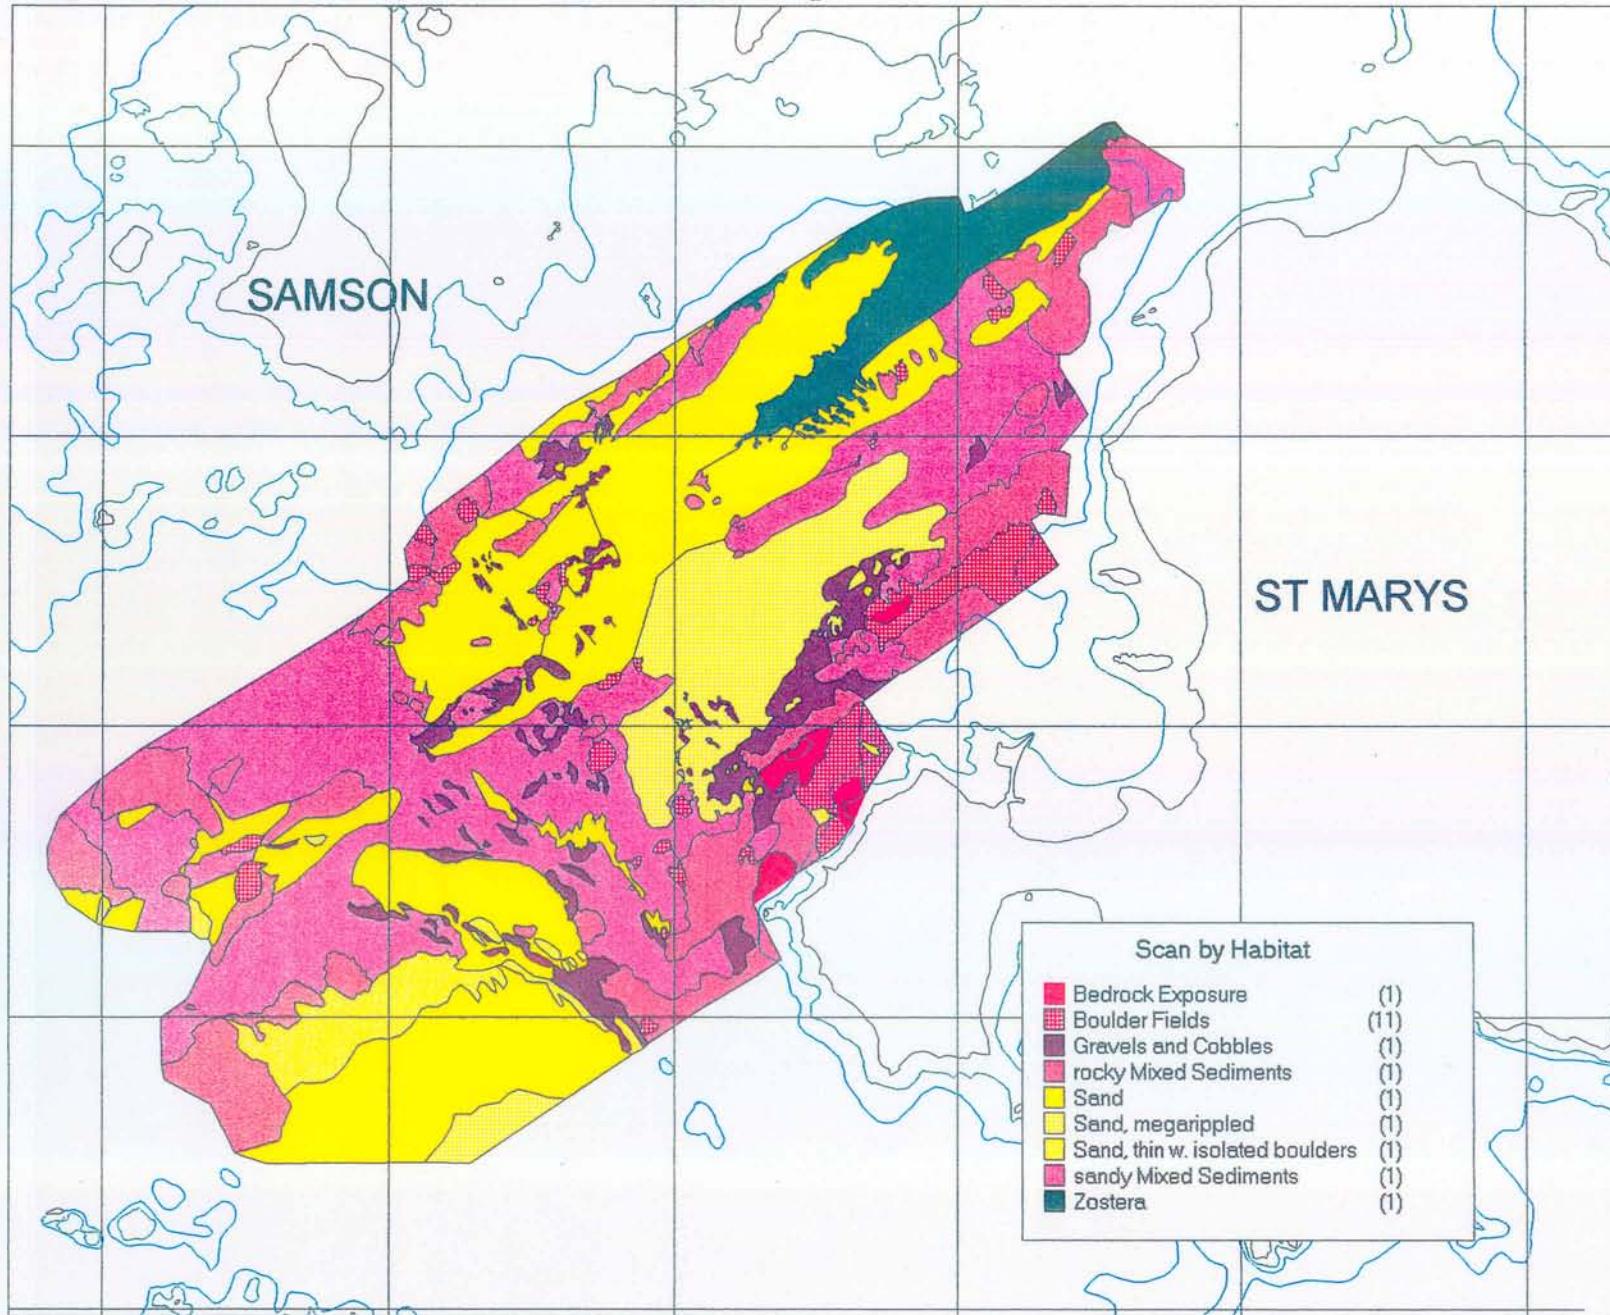 SAMSON
ST MARYS
Scan by Habitat
Bedrock Exposure (1)
Boulder Fields (11)
Gravels and Cobbles (1)
rocky Mixed Sediments (1)
Sand (1)
Sand, megarippled (1)
Sand, thin w. isolated boulders (1)
sandy Mixed Sediments (1)
Zostera (1)